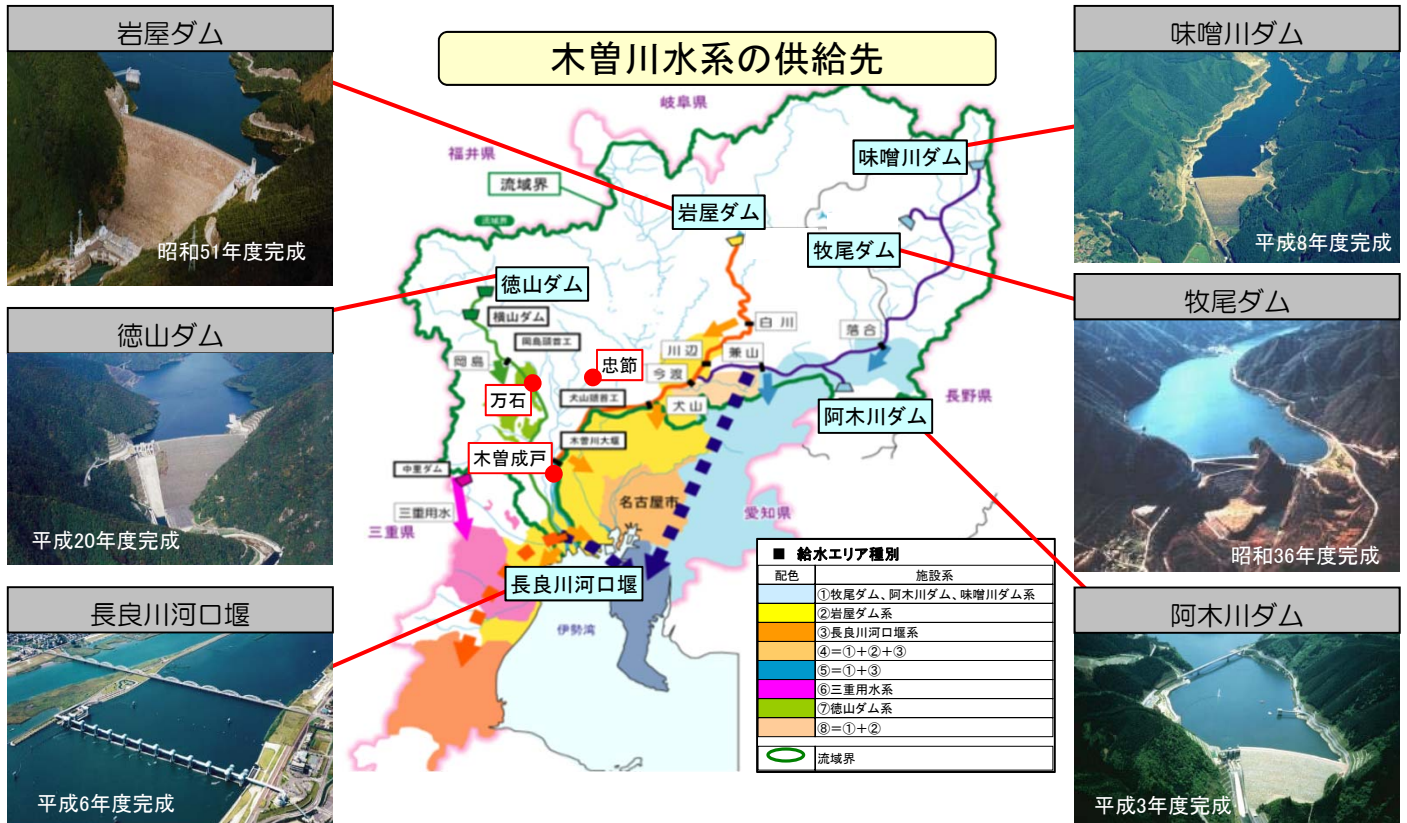 木曽川水系の供給先
岩屋ダム
昭和51年度完成
徳山ダム
平成20年度完成
長良川河口堰
平成6年度完成
味噌川ダム
平成8年度完成
牧尾ダム
昭和36年度完成
阿木川ダム
平成3年度完成
岐阜県
福井県
流域界
流域界
味噌川ダム
岩屋ダム
牧尾ダム
徳山ダム
横山ダム
岡島頭首工
岡島
万石
忠節
白川
落合
川辺
兼山
今渡
犬山頭首工
犬山
阿木川ダム
長野県
木曽川大堰
木曽成戸
中里ダム
三重用水
三重県
名古屋市
愛知県
長良川河口堰
伊勢湾
■ 給水エリア種別
配色 施設系
①牧尾ダム、阿木川ダム、味噌川ダム系
②岩屋ダム系
③長良川河口堰系
④=①+②+③
⑤=①+③
⑥三重用水系
⑦徳山ダム系
⑧=①+②
流域界